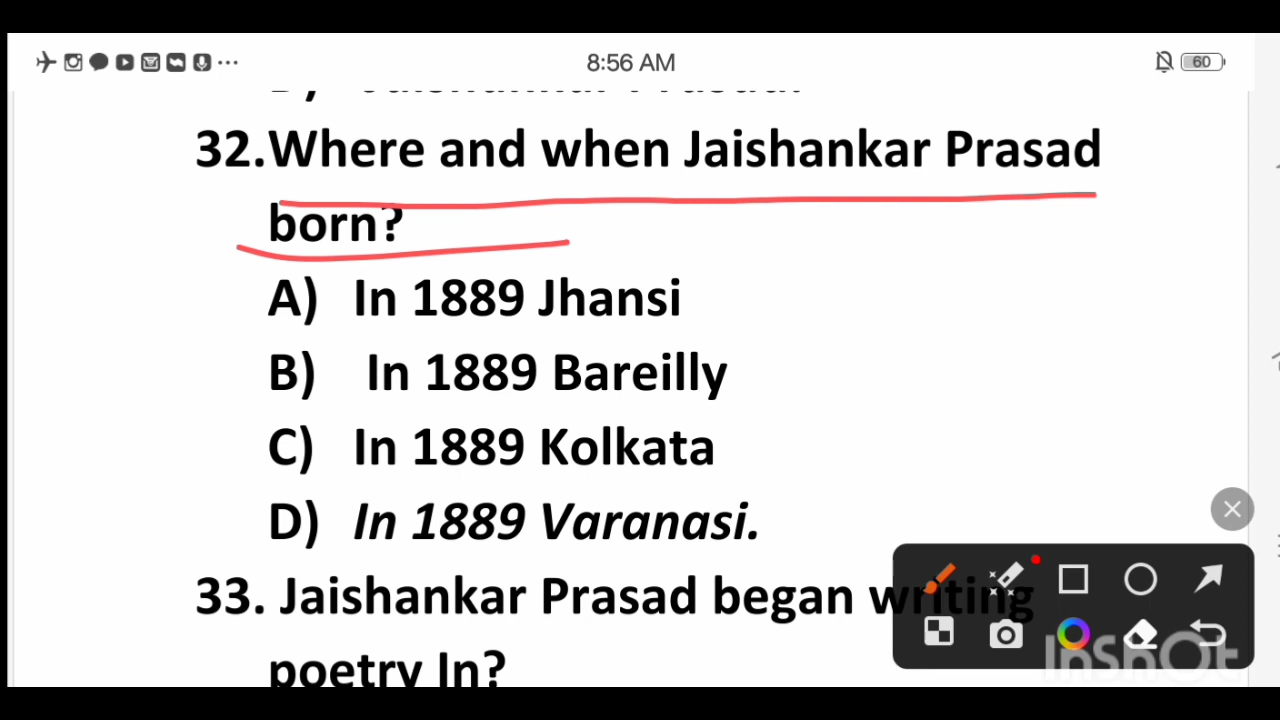 8:56 AM
60
32.Where and when Jaishankar Prasad
born?
A) In 1889 Jhansi
B) In 1889 Bareilly
C) In 1889 Kolkata
D) In 1889 Varanasi.
33. Jaishankar Prasad began writing
poetry In?
InShOt